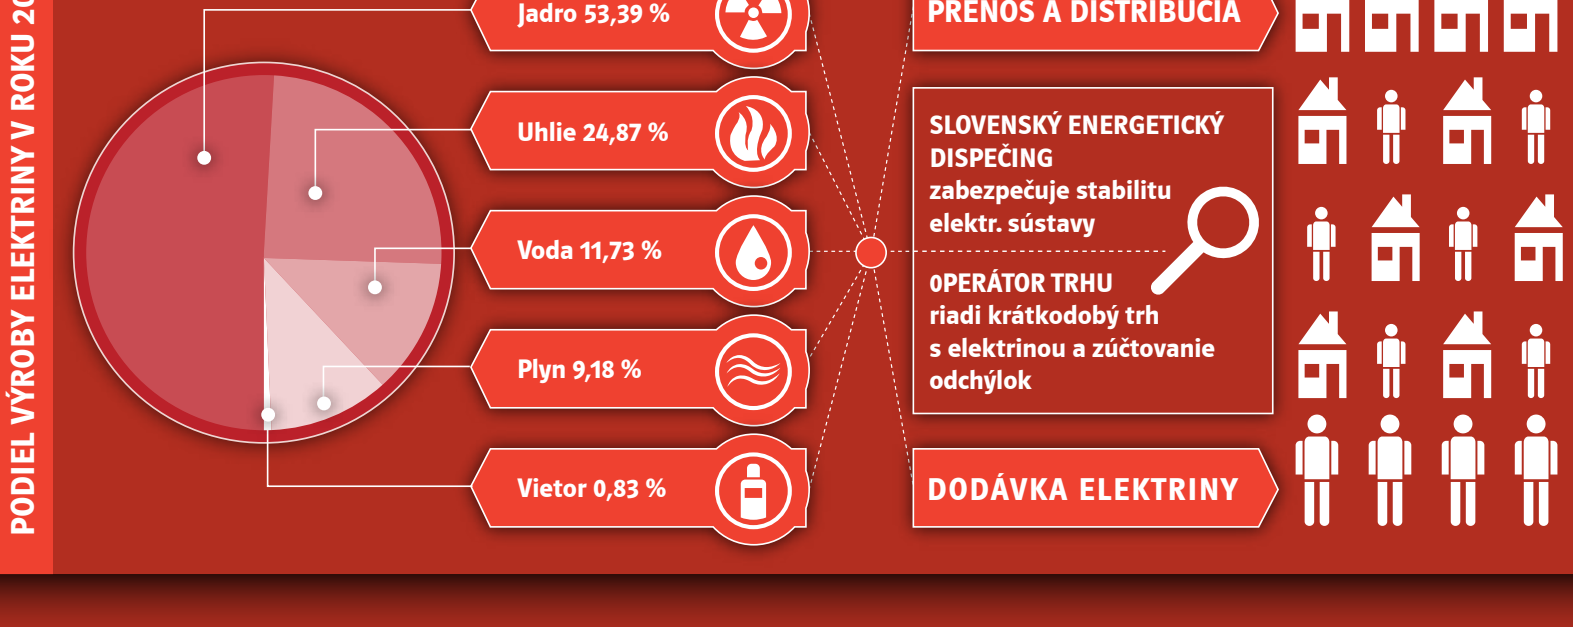 PODIEL VÝROBY ELEKTRINY V ROKU 20
Jadro 53,39 %
Uhlie 24,87 %
Voda 11,73 %
Plyn 9,18 %
Vietor 0,83 %
PRENOS A DISTRIBÚCIA
SLOVENSKÝ ENERGETICKÝ
DISPEČING
zabezpečuje stabilitu
elektr. sústavy
0PERÁTOR TRHU
riadi krátkodobý trh
s elektrinou a zúčtovanie
odchýlok
DODÁVKA ELEKTRINY